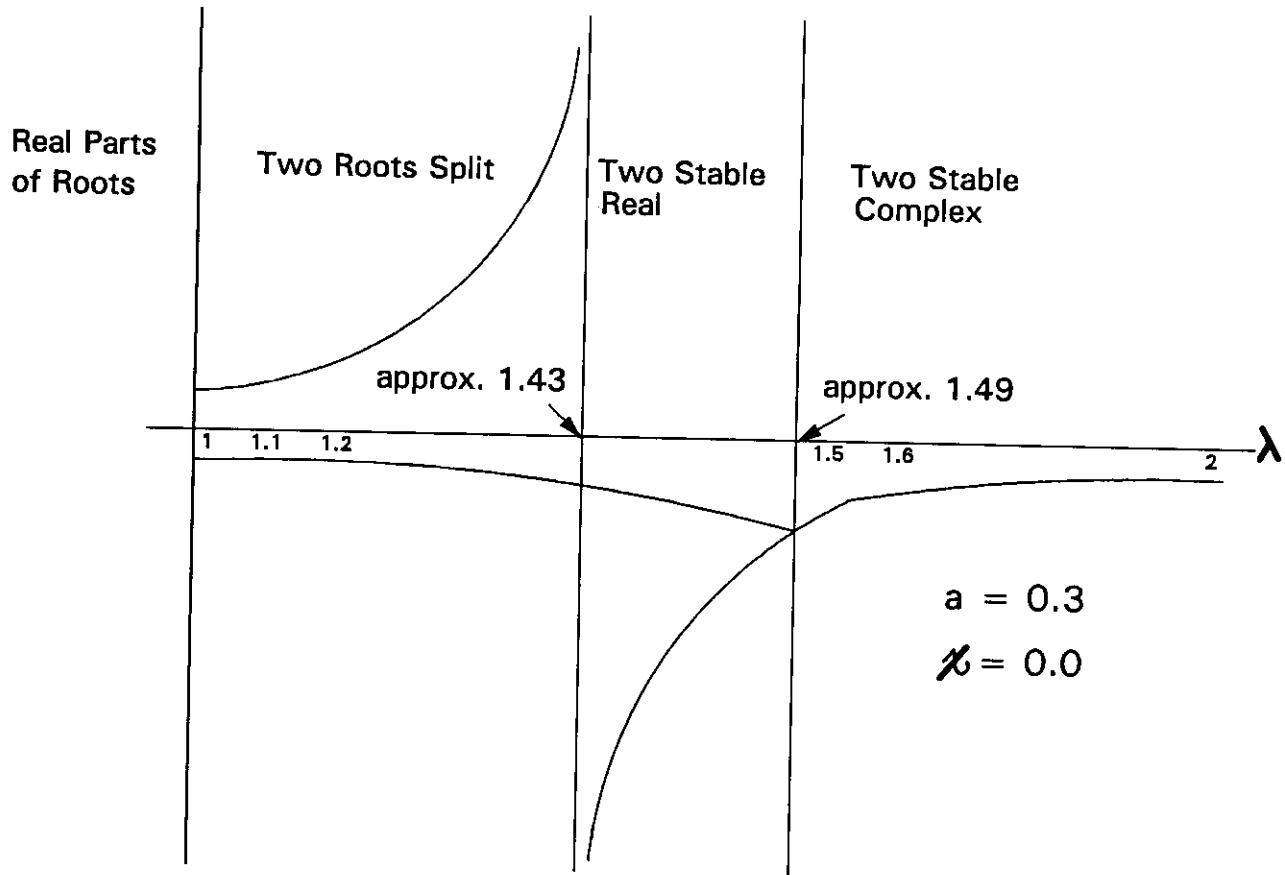 Real Parts
of Roots
Two Roots Split
Two Stable
Real
Two Stable
Complex
approx. 1.43
approx. 1.49
1 1.1 1.2 1.5 1.6 2 λ
a = 0.3
= 0.0